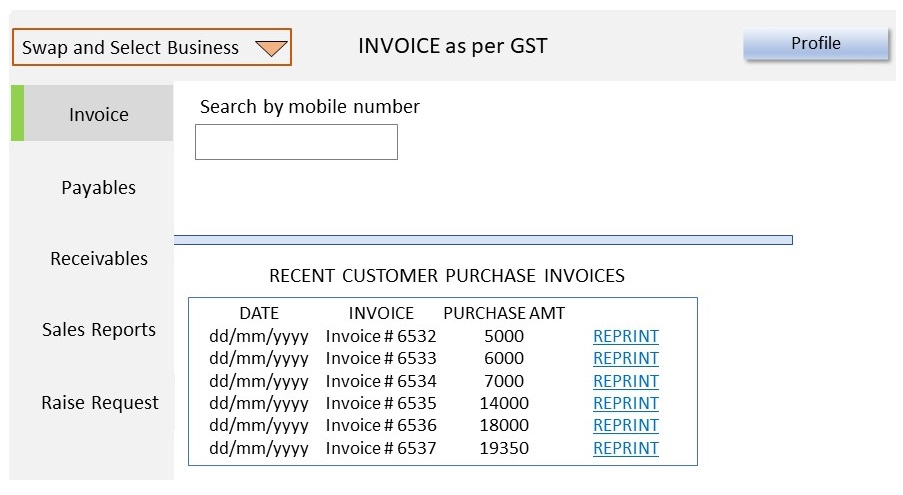 Swap and Select Business
INVOICE as per GST
Profile
Invoice
Payables
Receivables
Sales Reports
Raise Request
Search by mobile number
RECENT CUSTOMER PURCHASE INVOICES
DATE INVOICE PURCHASE AMT
dd/mm/yyyy Invoice # 6532 5000 REPRINT
dd/mm/yyyy Invoice # 6533 6000 REPRINT
dd/mm/yyyy Invoice # 6534 7000 REPRINT
dd/mm/yyyy Invoice # 6535 14000 REPRINT
dd/mm/yyyy Invoice # 6536 18000 REPRINT
dd/mm/yyyy Invoice # 6537 19350 REPRINT